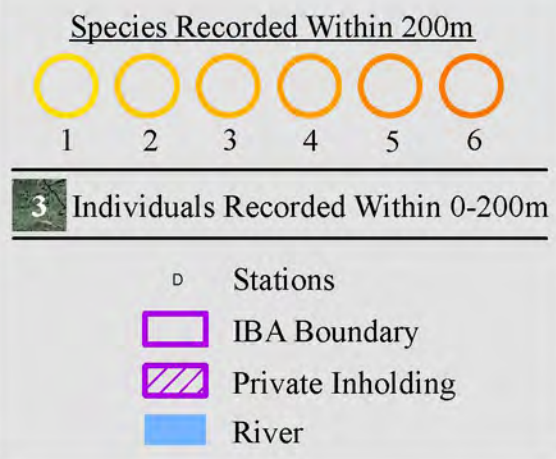 Species Recorded Within 200m
1 2 3 4 5 6
3 Individuals Recorded Within 0-200m
D Stations
IBA Boundary
Private Inholding
River